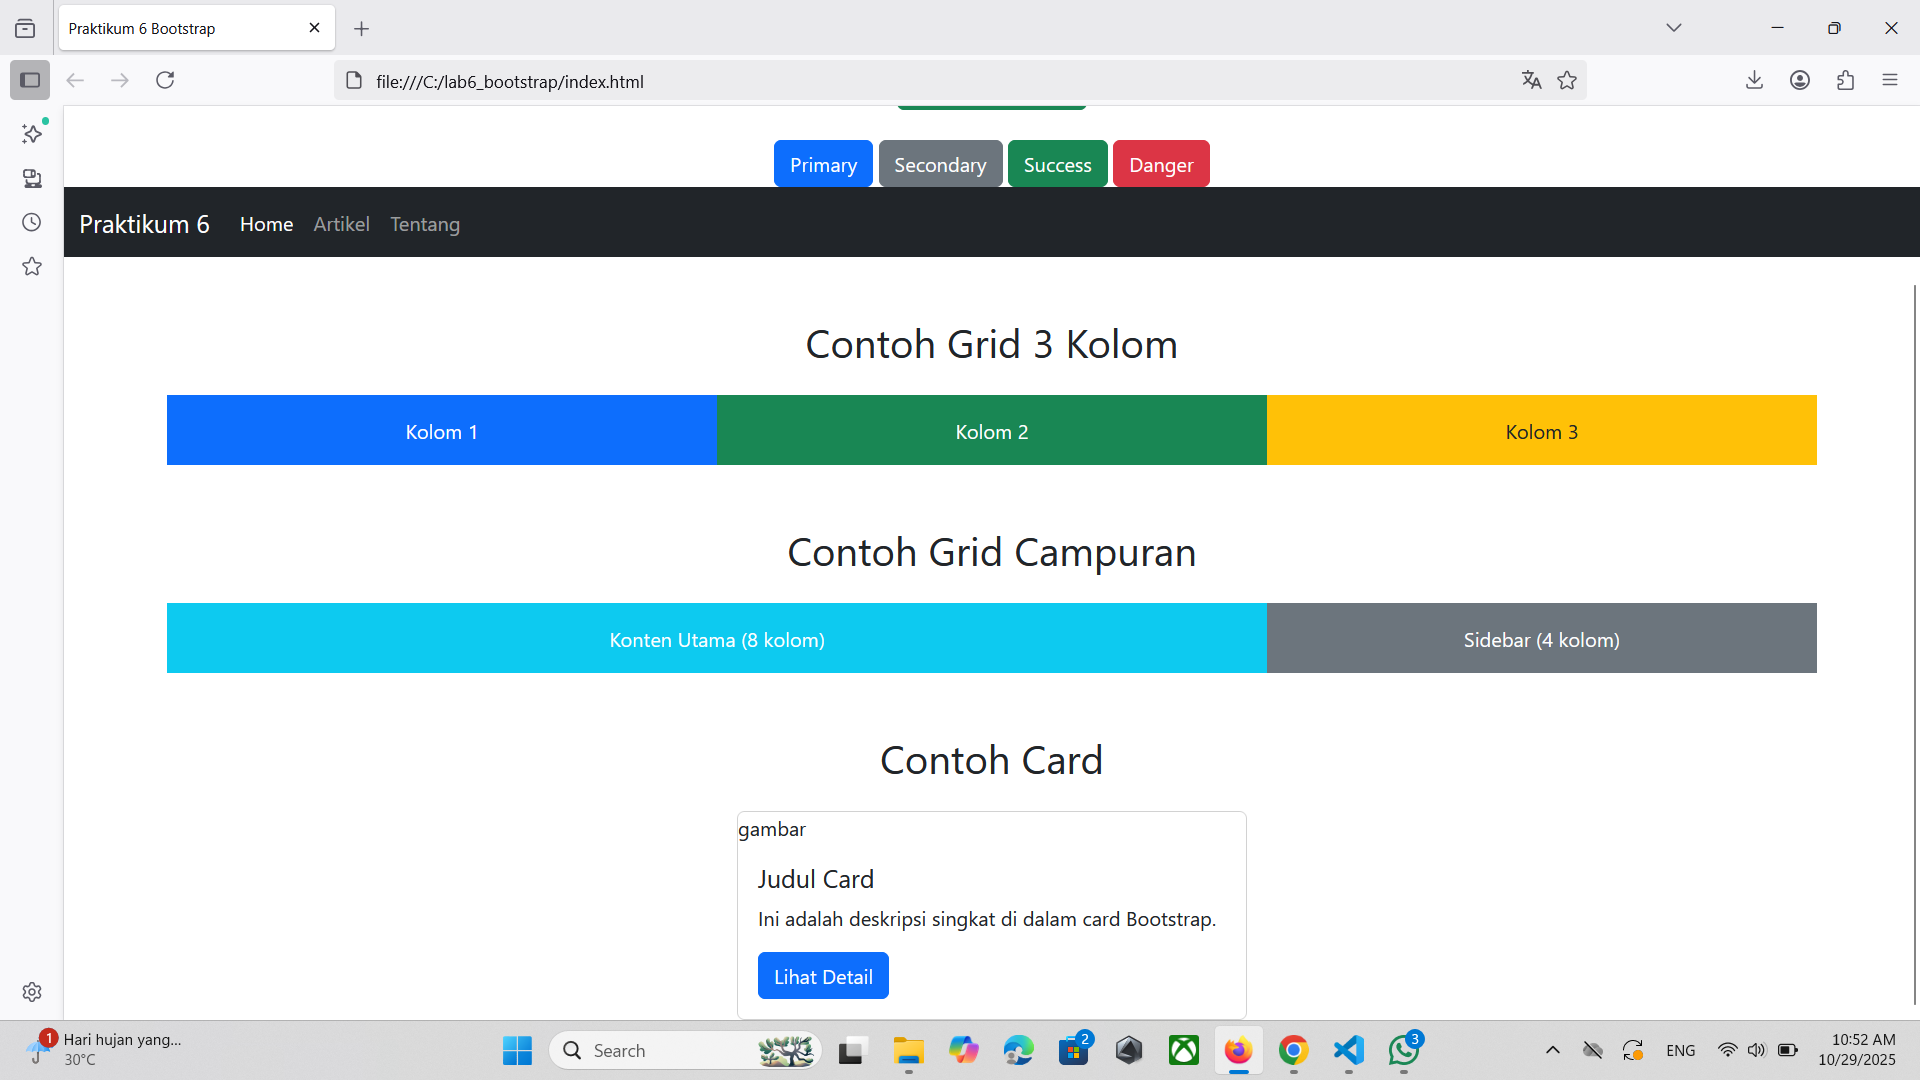 Praktikum 6 Bootstrap
file:///C:/lab6_bootstrap/index.html
Primary Secondary Success Danger
Praktikum 6 Home Artikel Tentang
Contoh Grid 3 Kolom
Kolom 1 Kolom 2 Kolom 3
Contoh Grid Campuran
Konten Utama (8 kolom) Sidebar (4 kolom)
Contoh Card
gambar
Judul Card
Ini adalah deskripsi singkat di dalam card Bootstrap.
Lihat Detail
1 Hari hujan yang...
30°C
Search
2
3
ENG
10:52 AM
10/29/2025